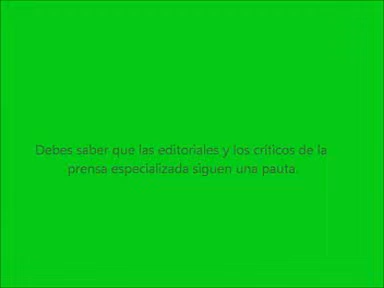 Debes saber que las editoriales y los críticos de la
prensa especializada siguen una pauta.